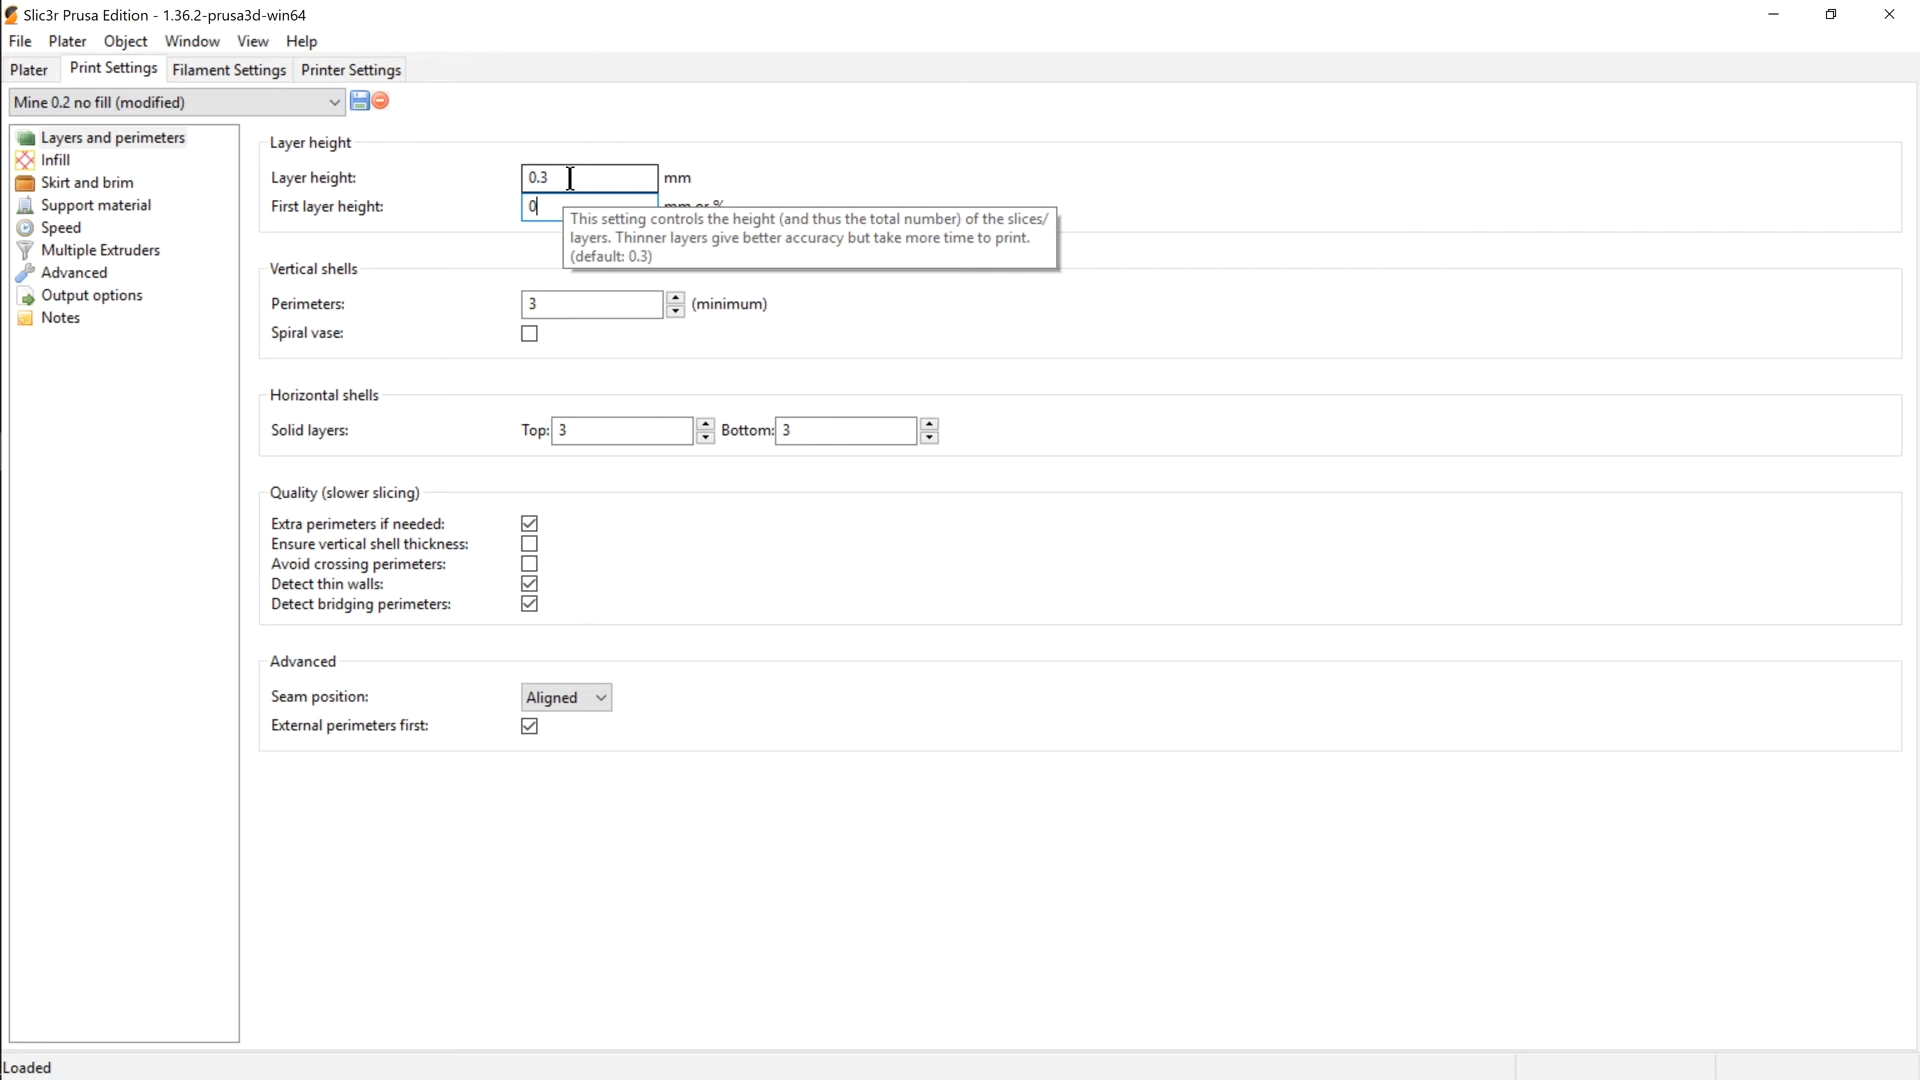 Slic3r Prusa Edition - 1.36.2-prusa3d-win64
File Plater Object Window View Help
Plater Print Settings Filament Settings Printer Settings
Mine 0.2 no fill (modified)
Layers and perimeters
Infill
Skirt and brim
Support material
Speed
Multiple Extruders
Advanced
Output options
Notes
Layer height
Layer height: 0.3 mm
First layer height: 0 mm or %
This setting controls the height (and thus the total number) of the slices/
layers. Thinner layers give better accuracy but take more time to print.
(default: 0.3)
Vertical shells
Perimeters: 3 (minimum)
Spiral vase:
Horizontal shells
Solid layers: Top: 3 Bottom: 3
Quality (slower slicing)
Extra perimeters if needed:
Ensure vertical shell thickness:
Avoid crossing perimeters:
Detect thin walls:
Detect bridging perimeters:
Advanced
Seam position: Aligned
External perimeters first:
Loaded